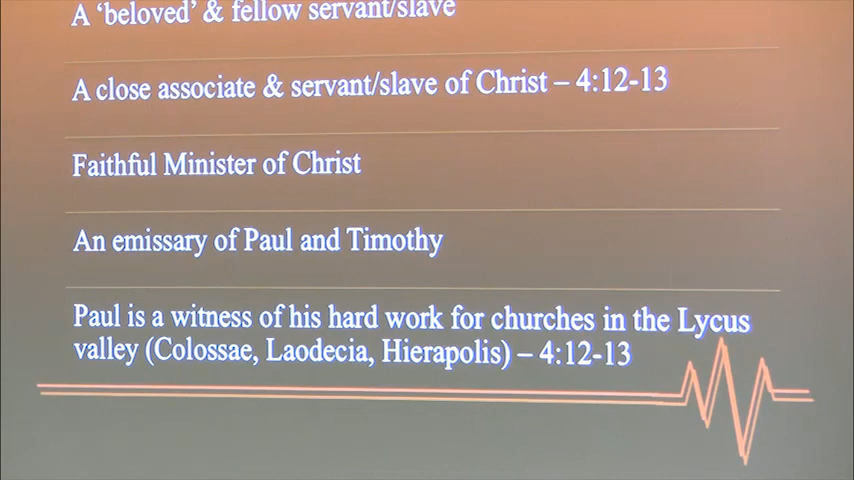 A ‘beloved’ & fellow servant/slave
A close associate & servant/slave of Christ – 4:12-13
Faithful Minister of Christ
An emissary of Paul and Timothy
Paul is a witness of his hard work for churches in the Lycus
valley (Colossae, Laodecia, Hierapolis) – 4:12-13